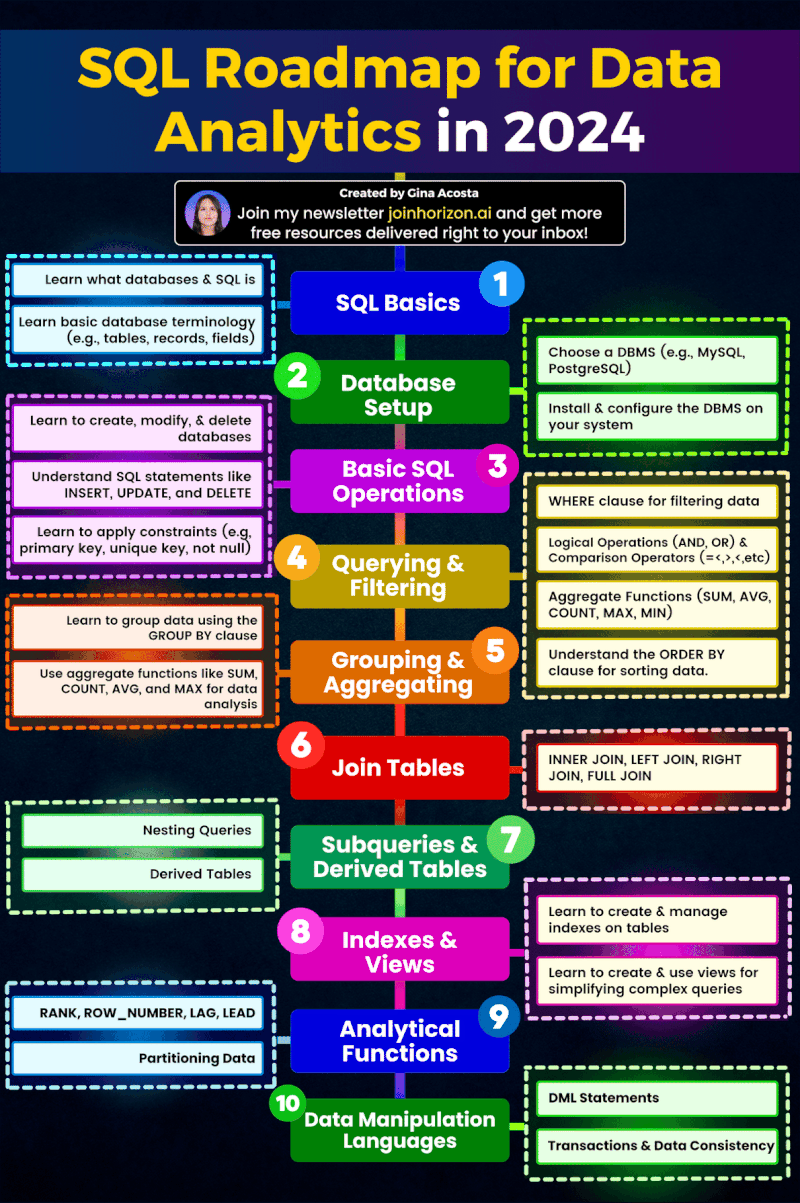 SQL Roadmap for Data
Analytics in 2024
Created by Gina Acosta
Join my newsletter joinhorizon.ai and get more
free resources delivered right to your inbox!
1
SQL Basics
Learn what databases & SQL is
Learn basic database terminology
(e.g., tables, records, fields)
2
Database
Setup
Choose a DBMS (e.g., MySQL,
PostgreSQL)
Install & configure the DBMS on
your system
3
Basic SQL
Operations
Learn to create, modify, & delete
databases
Understand SQL statements like
INSERT, UPDATE, and DELETE
Learn to apply constraints (e.g,
primary key, unique key, not null)
4
Querying &
Filtering
WHERE clause for filtering data
Logical Operations (AND, OR) &
Comparison Operators (=<,>,<,etc)
Aggregate Functions (SUM, AVG,
COUNT, MAX, MIN)
Understand the ORDER BY
clause for sorting data.
5
Grouping &
Aggregating
Learn to group data using the
GROUP BY clause
Use aggregate functions like SUM,
COUNT, AVG, and MAX for data
analysis
6
Join Tables
INNER JOIN, LEFT JOIN, RIGHT
JOIN, FULL JOIN
7
Subqueries &
Derived Tables
Nesting Queries
Derived Tables
8
Indexes &
Views
Learn to create & manage
indexes on tables
Learn to create & use views for
simplifying complex queries
9
Analytical
Functions
RANK, ROW_NUMBER, LAG, LEAD
Partitioning Data
10
Data Manipulation
Languages
DML Statements
Transactions & Data Consistency